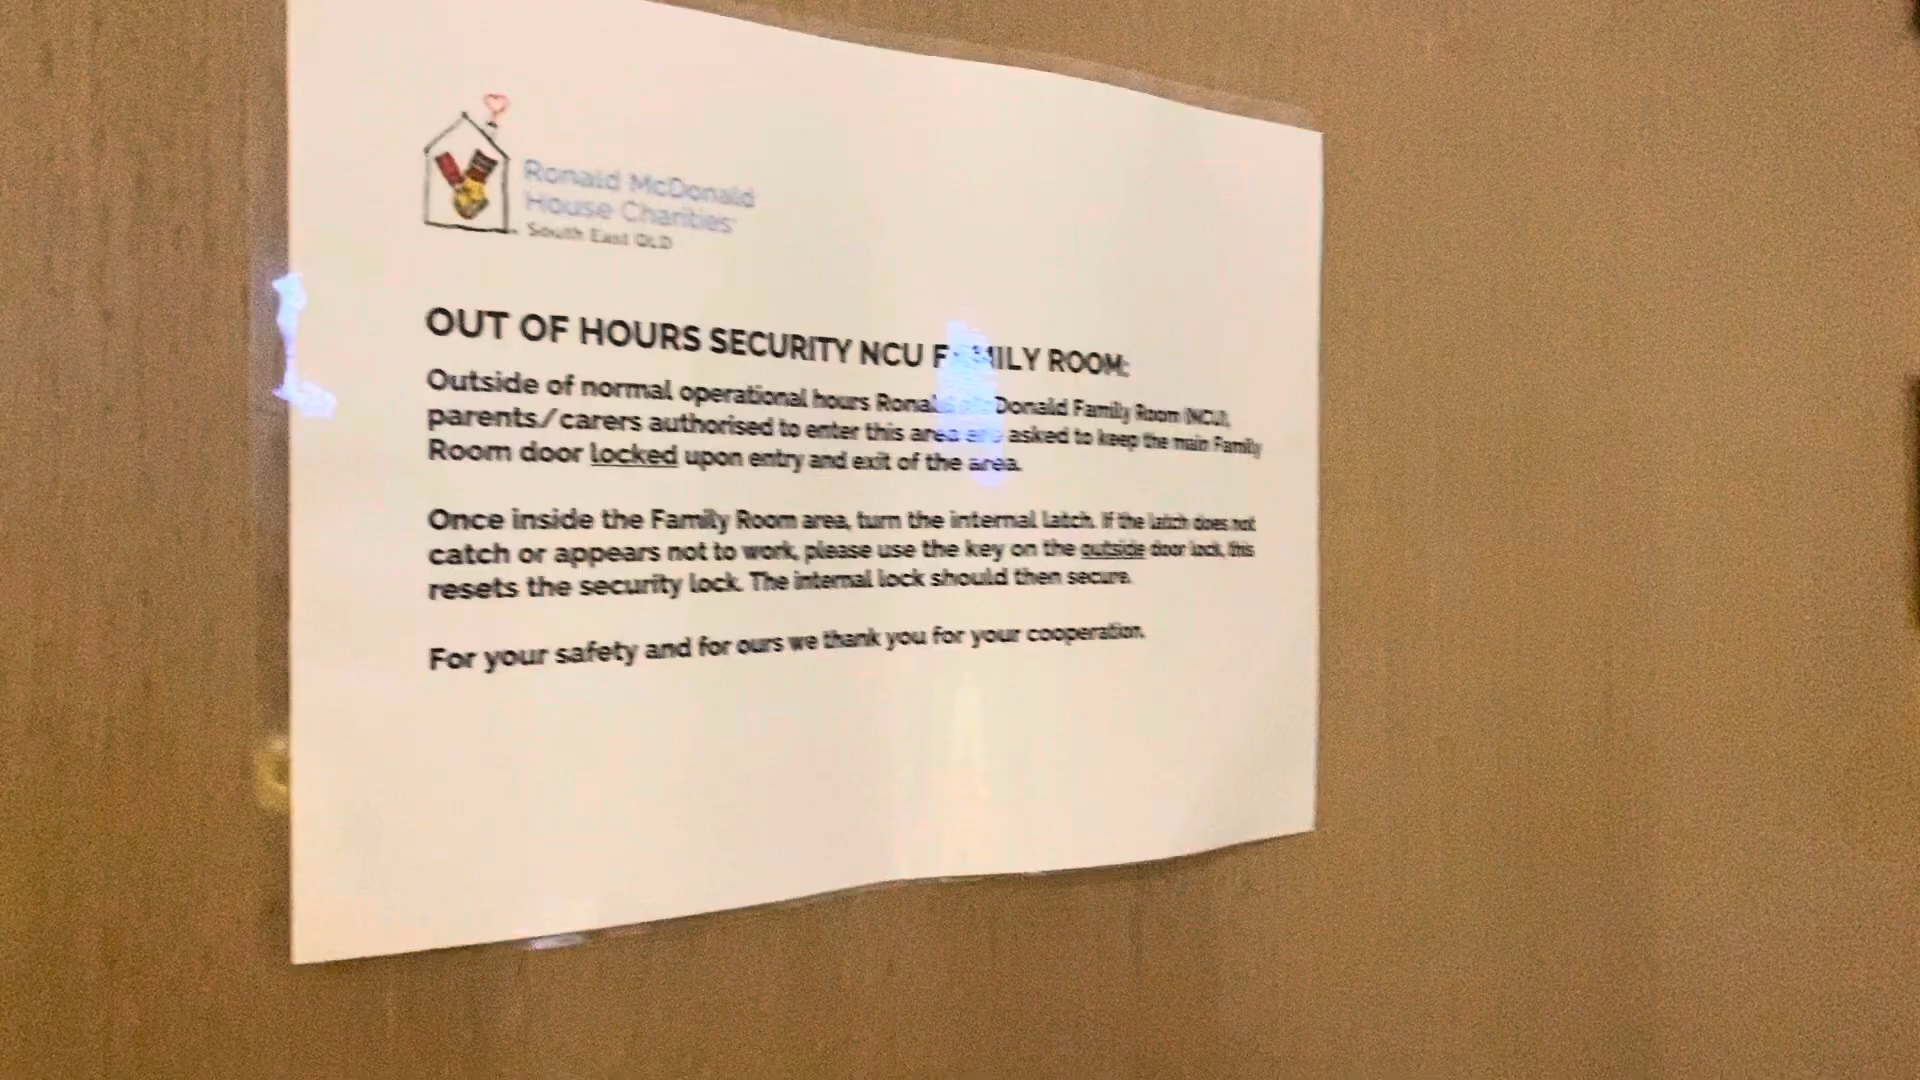 Ronald McDonald
House Charities
South East QLD
OUT OF HOURS SECURITY NCU FAMILY ROOM:
Outside of normal operational hours Ronald McDonald Family Room (NCU),
parents/carers authorised to enter this area are asked to keep the main Family
Room door locked upon entry and exit of the area.
Once inside the Family Room area, turn the internal latch. If the latch does not
catch or appears not to work, please use the key on the outside door lock, this
resets the security lock. The internal lock should then secure.
For your safety and for ours we thank you for your cooperation.